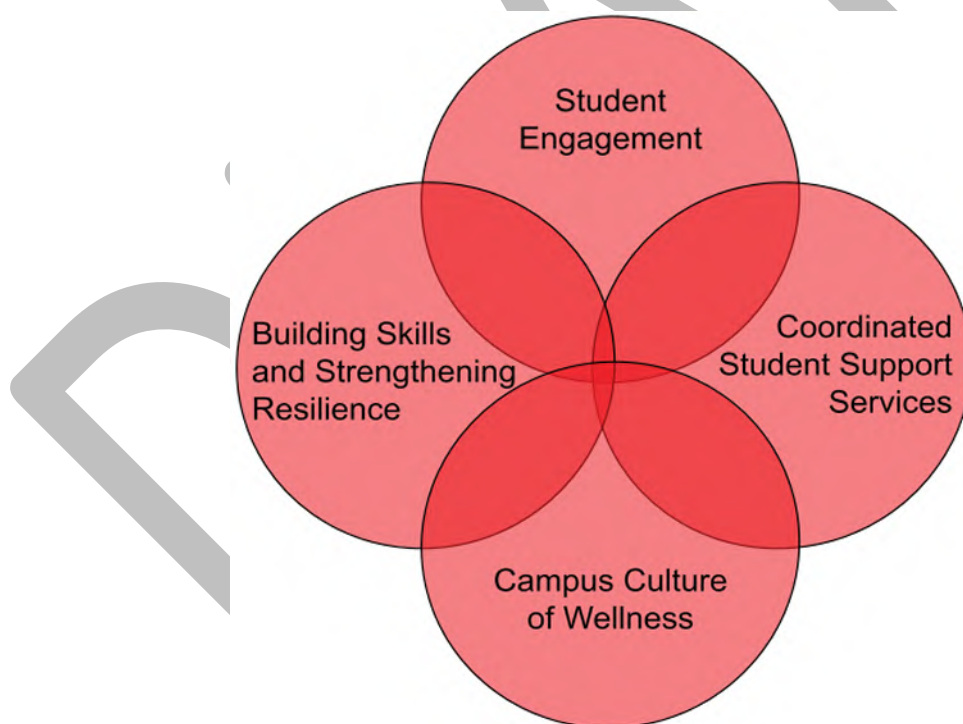 Student
Engagement
Building Skills
and Strengthening
Resilience
Coordinated
Student Support
Services
Campus Culture
of Wellness